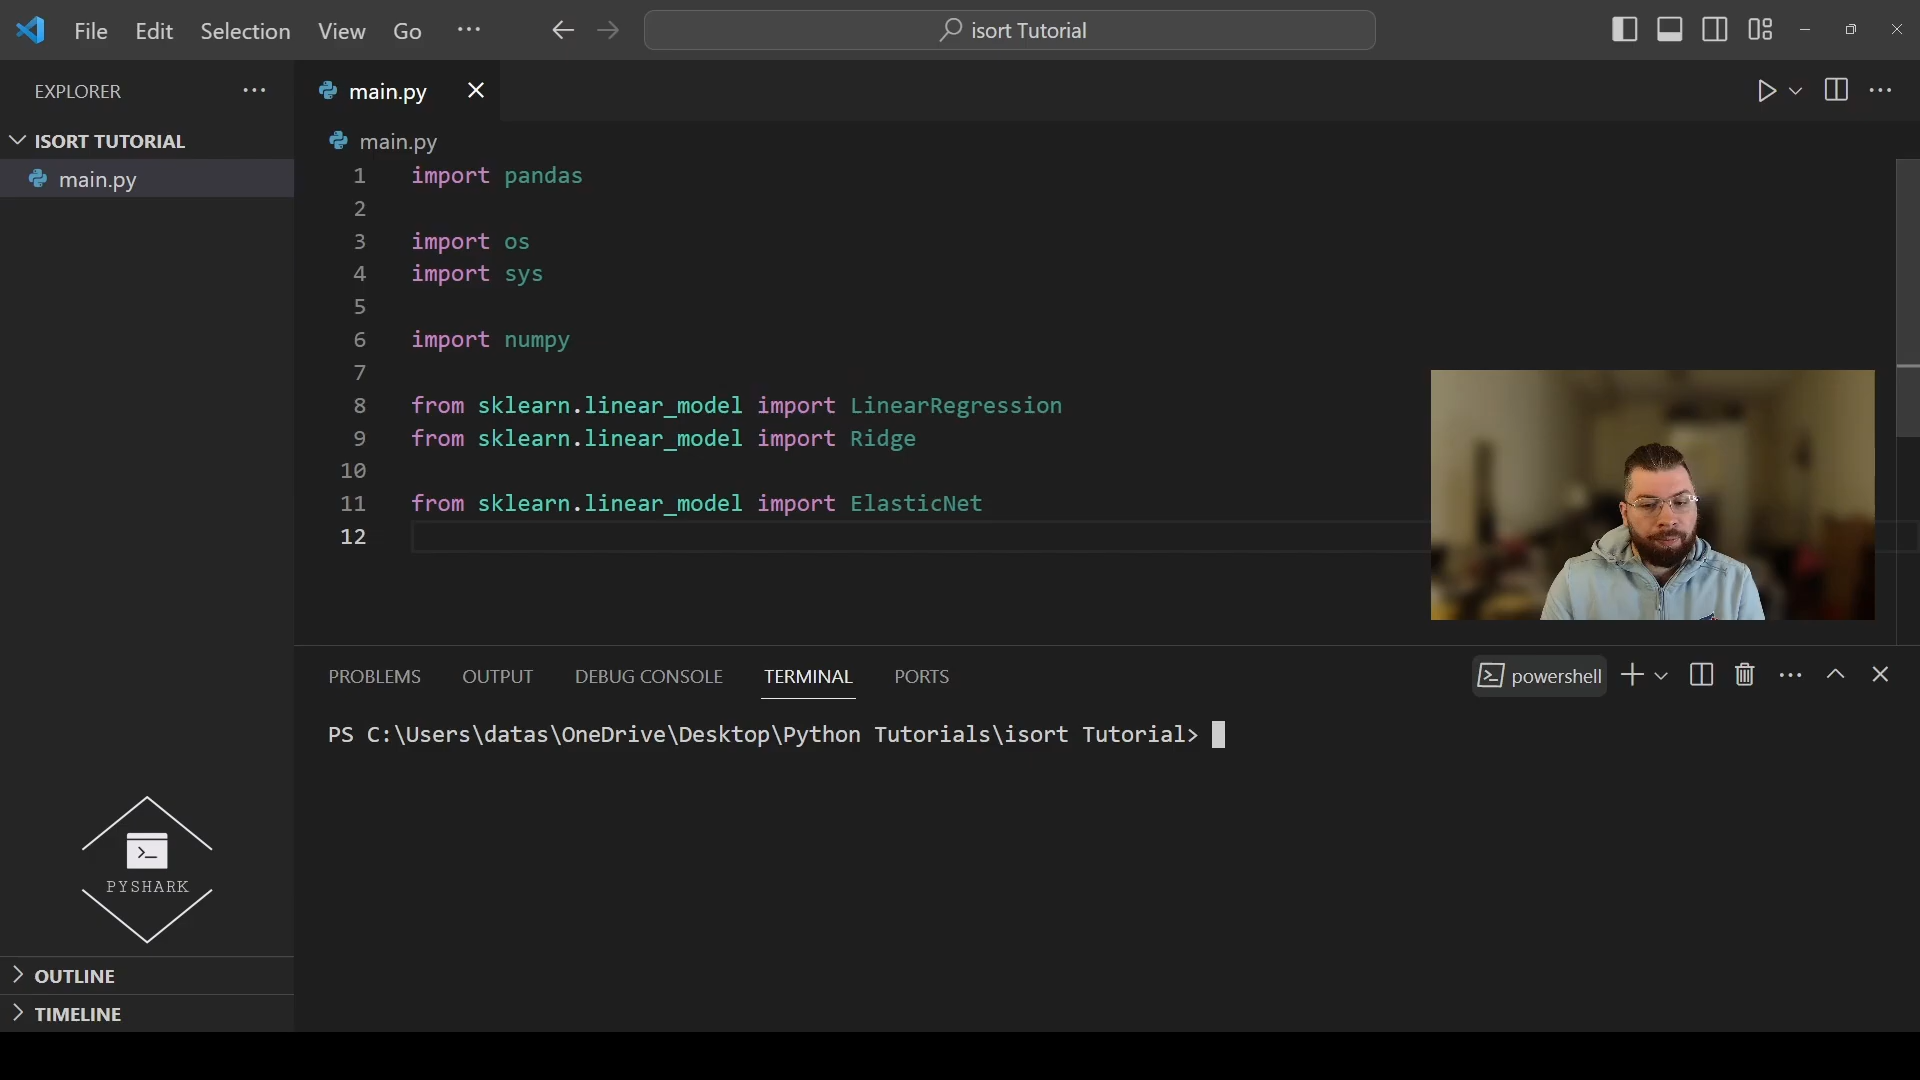 File Edit Selection View Go ···
isort Tutorial
EXPLORER ···
ISORT TUTORIAL
main.py
main.py
main.py
1 import pandas
2
3 import os
4 import sys
5
6 import numpy
7
8 from sklearn.linear_model import LinearRegression
9 from sklearn.linear_model import Ridge
10
11 from sklearn.linear_model import ElasticNet
12
PROBLEMS OUTPUT DEBUG CONSOLE TERMINAL PORTS
powershell
PS C:\Users\datas\OneDrive\Desktop\Python Tutorials\isort Tutorial>
>_
PYSHARK
OUTLINE
TIMELINE